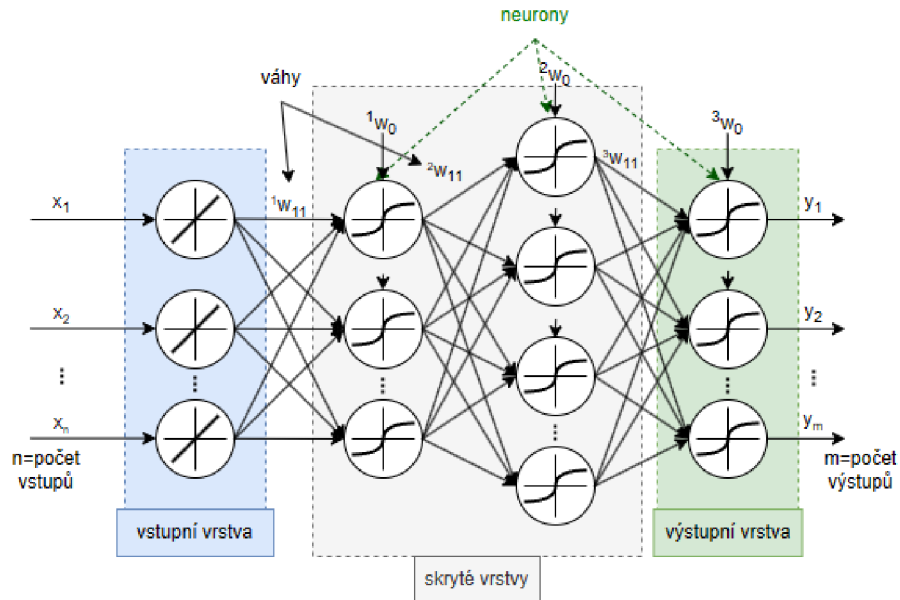 neurony
váhy
²w₀
¹w₀
³w₀
²w₁₁
³w₁₁
x₁
¹w₁₁
y₁
x₂
y₂
...
...
...
...
...
...
xₙ
yₘ
n=počet
vstupů
m=počet
výstupů
vstupní vrstva
výstupní vrstva
skryté vrstvy